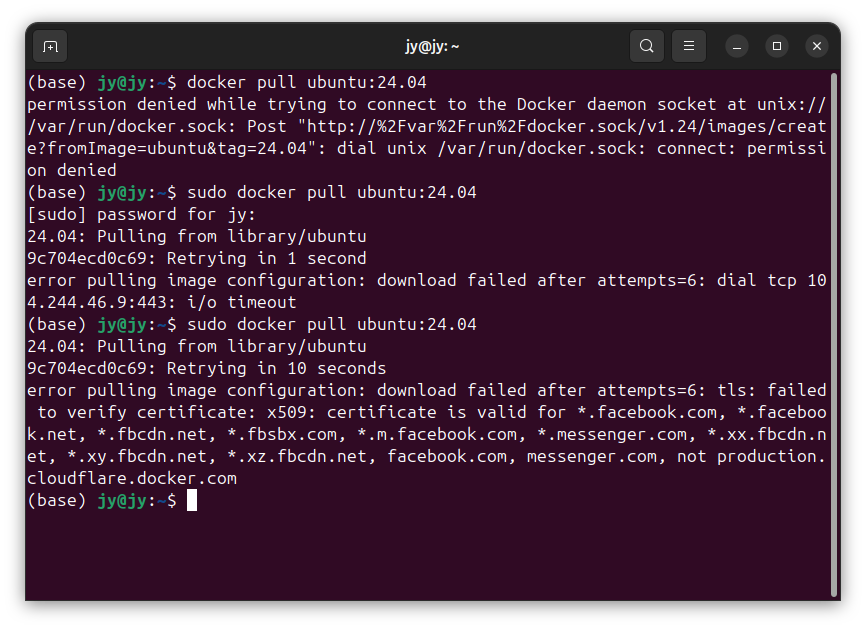 jy@jy: ~
(base) jy@jy:~$ docker pull ubuntu:24.04
permission denied while trying to connect to the Docker daemon socket at unix://
/var/run/docker.sock: Post "http://%2Fvar%2Frun%2Fdocker.sock/v1.24/images/creat
e?fromImage=ubuntu&tag=24.04": dial unix /var/run/docker.sock: connect: permissi
on denied
(base) jy@jy:~$ sudo docker pull ubuntu:24.04
[sudo] password for jy:
24.04: Pulling from library/ubuntu
9c704ecd0c69: Retrying in 1 second
error pulling image configuration: download failed after attempts=6: dial tcp 10
4.244.46.9:443: i/o timeout
(base) jy@jy:~$ sudo docker pull ubuntu:24.04
24.04: Pulling from library/ubuntu
9c704ecd0c69: Retrying in 10 seconds
error pulling image configuration: download failed after attempts=6: tls: failed
 to verify certificate: x509: certificate is valid for *.facebook.com, *.faceboo
k.net, *.fbcdn.net, *.fbsbx.com, *.m.facebook.com, *.messenger.com, *.xx.fbcdn.n
et, *.xy.fbcdn.net, *.xz.fbcdn.net, facebook.com, messenger.com, not production.
cloudflare.docker.com
(base) jy@jy:~$